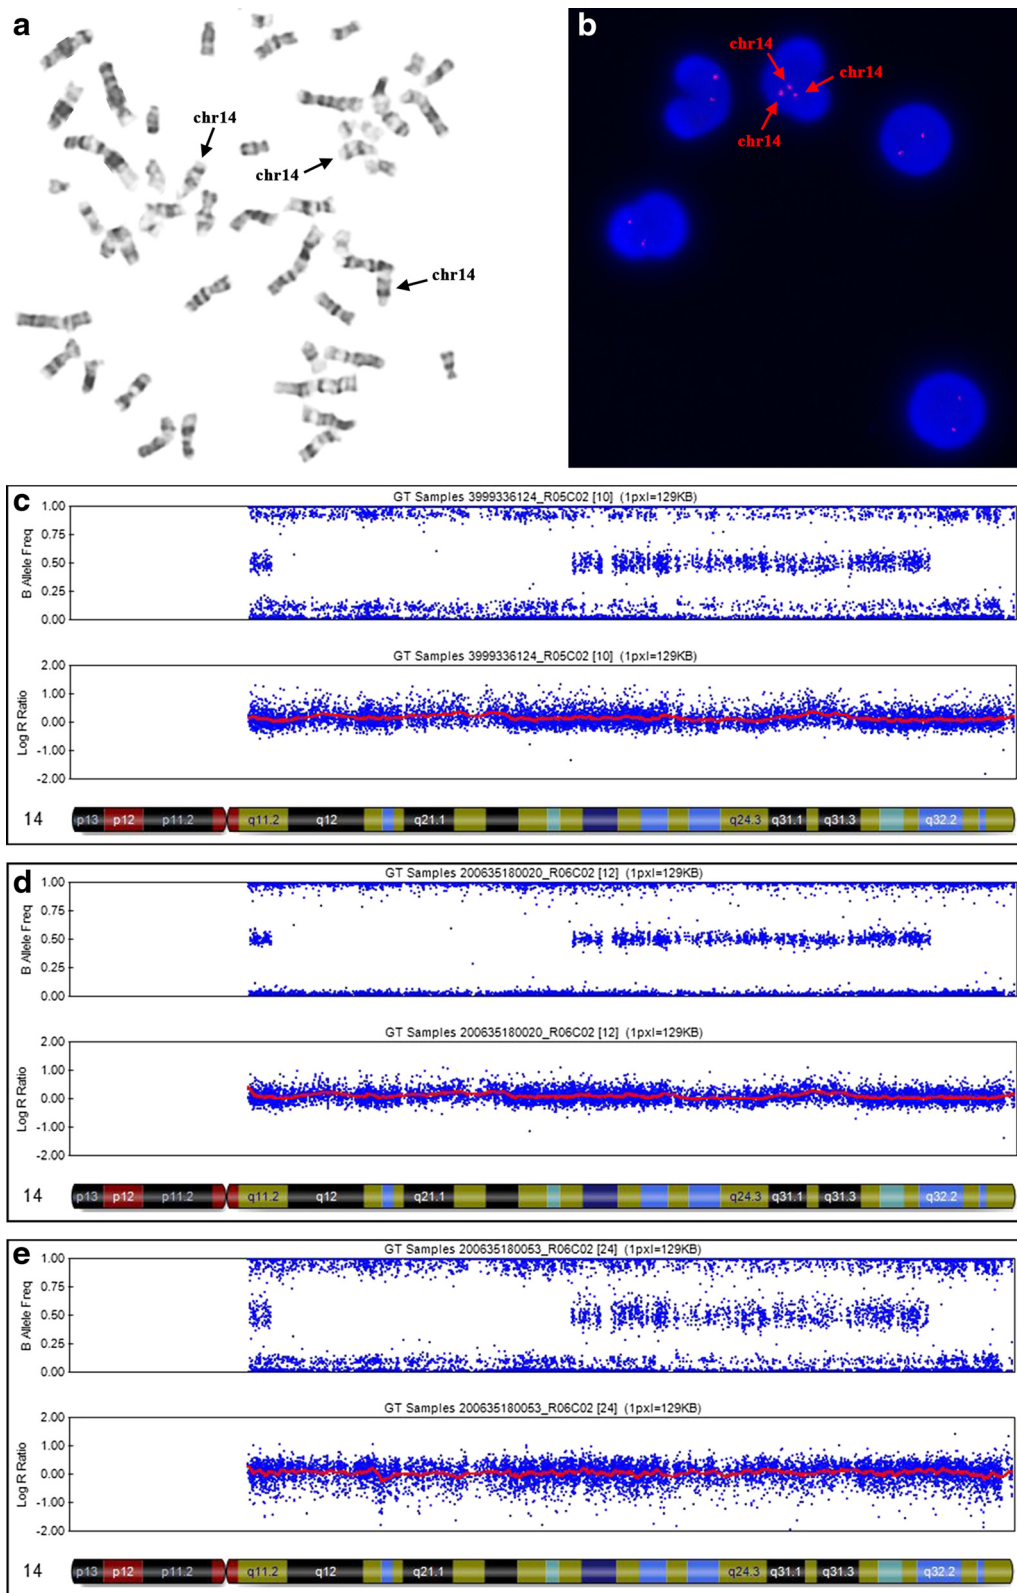 a
b
chr14
chr14
chr14
chr14
chr14
chr14
c
GT Samples 3999336124_R05C02 [10] (1pxl=129KB)
B Allele Freq
1.00
0.75
0.50
0.25
0.00
GT Samples 3999336124_R05C02 [10] (1pxl=129KB)
Log R Ratio
2.00
1.00
0.00
-1.00
-2.00
14 p13 p12 p11.2 q11.2 q12 q21.1 q24.3 q31.1 q31.3 q32.2
d
GT Samples 200635180020_R06C02 [12] (1pxl=129KB)
B Allele Freq
1.00
0.75
0.50
0.25
0.00
GT Samples 200635180020_R06C02 [12] (1pxl=129KB)
Log R Ratio
2.00
1.00
0.00
-1.00
-2.00
14 p13 p12 p11.2 q11.2 q12 q21.1 q24.3 q31.1 q31.3 q32.2
e
GT Samples 200635180053_R06C02 [24] (1pxl=129KB)
B Allele Freq
1.00
0.75
0.50
0.25
0.00
GT Samples 200635180053_R06C02 [24] (1pxl=129KB)
Log R Ratio
2.00
1.00
0.00
-1.00
-2.00
14 p13 p12 p11.2 q11.2 q12 q21.1 q24.3 q31.1 q31.3 q32.2